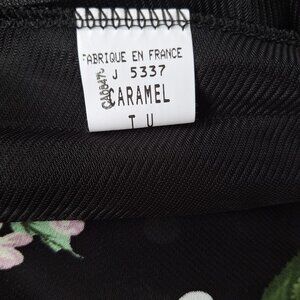 FABRIQUE EN FRANCE
J 5337
CARAMEL
T U